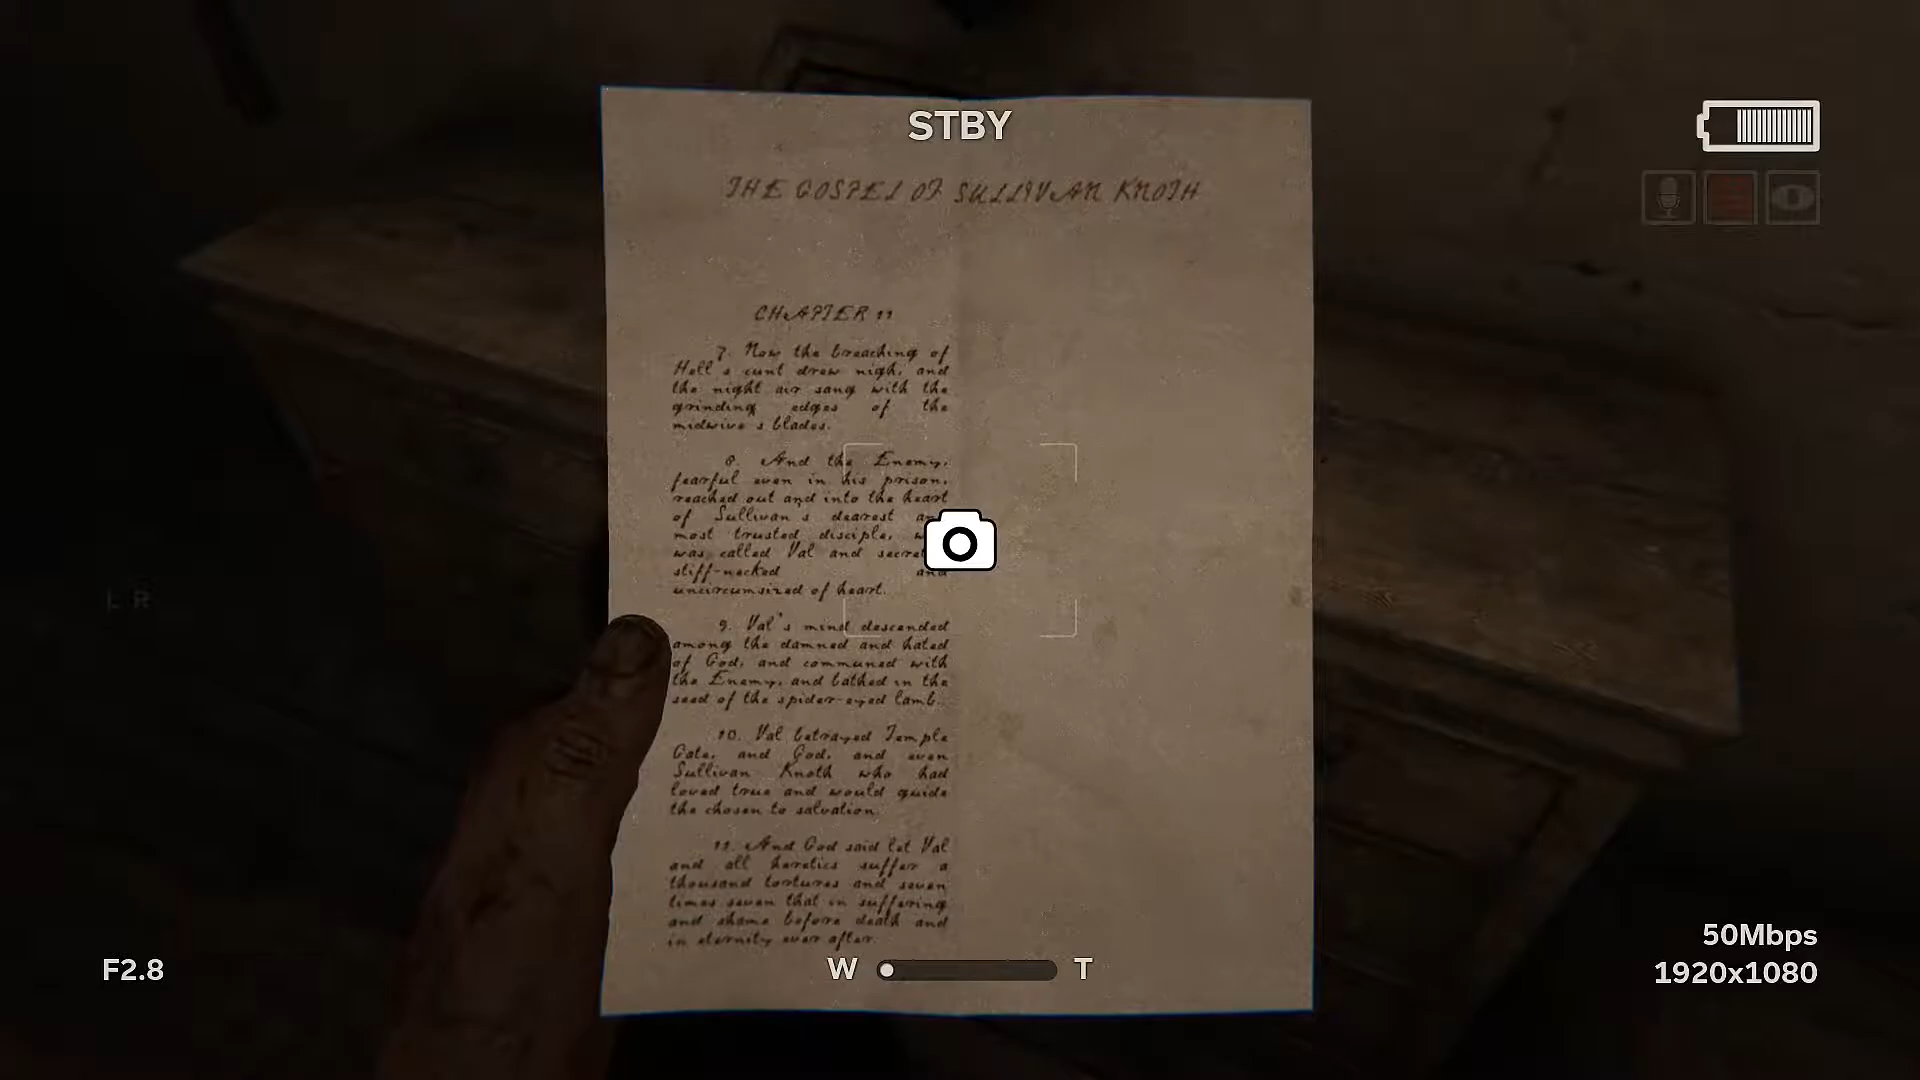 STBY
THE GOSPEL OF SULLIVAN KNOTH
CHAPTER 11
7. Now the breaching of
Hell's cunt drew nigh, and
the night air sang with the
grinding edges of the
midwive's blades.
8. And the Enemy,
fearful even in his prison,
reached out and into the heart
of Sullivan's dearest
most trusted disciple,
was called Val and
stiff-necked and
uncircumsized of heart.
9. Val's mind descended
among the damned and hated
of God, and communed with
the Enemy, and bathed in the
seed of the spider-eyed lamb.
10. Val betrayed Temple
Gate, and God, and even
Sullivan Knoth who had
loved true and would guide
the chosen to salvation.
11. And God said let Val
and all heretics suffer a
thousand tortures and seven
times seven that in suffering
and shame before death and
in eternity ever after.
L R
F2.8
W T
50Mbps
1920x1080